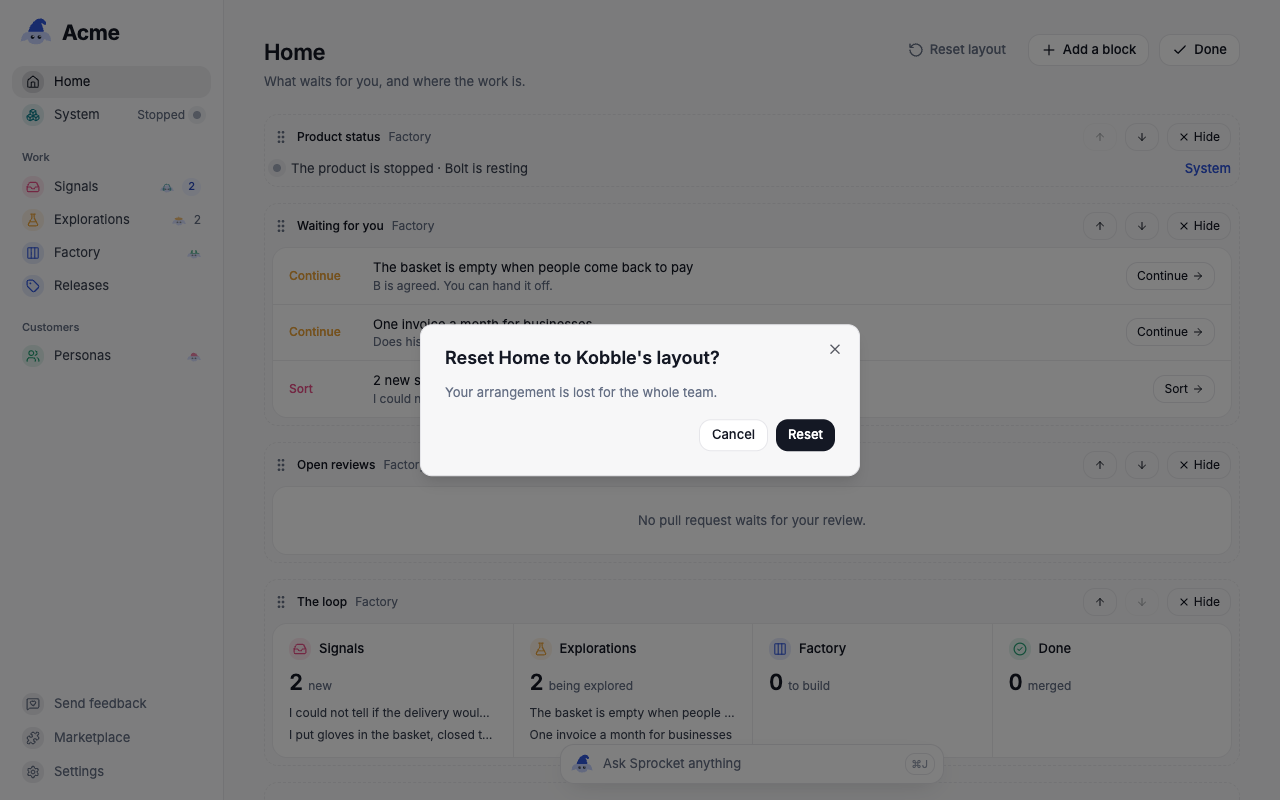 Acme
Home
System Stopped
Work
Signals 2
Explorations 2
Factory
Releases
Customers
Personas
Send feedback
Marketplace
Settings
Home
What waits for you, and where the work is.
Reset layout
Add a block
Done
Product status Factory
Hide
The product is stopped · Bolt is resting
System
Waiting for you Factory
Hide
Continue
The basket is empty when people come back to pay
B is agreed. You can hand it off.
Continue
Continue
One invoice a month for businesses
Does his
Continue
Sort
2 new s
I could n
Sort
Reset Home to Kobble's layout?
Your arrangement is lost for the whole team.
Cancel
Reset
Open reviews Factor
Hide
No pull request waits for your review.
The loop Factory
Hide
Signals
2 new
I could not tell if the delivery woul...
I put gloves in the basket, closed t...
Explorations
2 being explored
The basket is empty when people ...
One invoice a month for businesses
Factory
0 to build
Done
0 merged
Ask Sprocket anything
⌘J